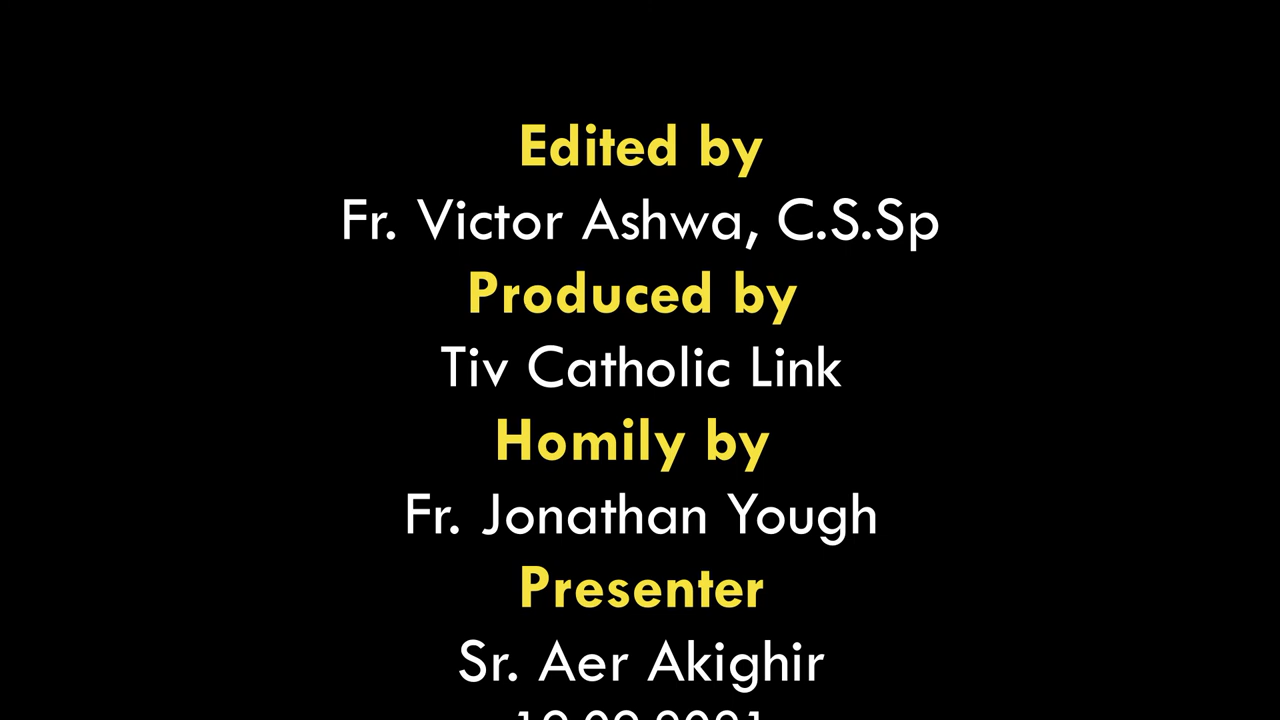 Edited by
Fr. Victor Ashwa, C.S.Sp
Produced by
Tiv Catholic Link
Homily by
Fr. Jonathan Yough
Presenter
Sr. Aer Akighir